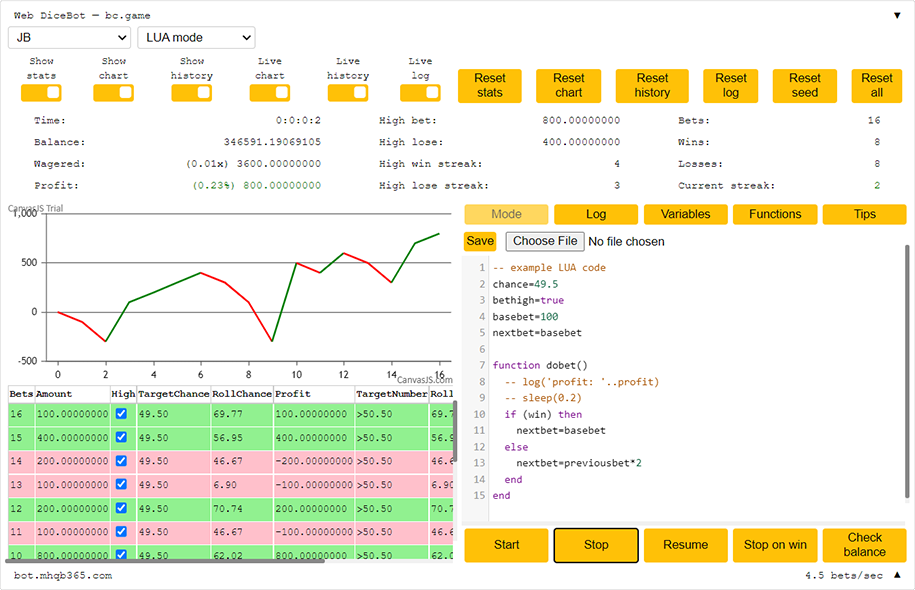 Web DiceBot — bc.game ▼
JB LUA mode
Show stats
Show chart
Show history
Live chart
Live history
Live log
Reset stats
Reset chart
Reset history
Reset log
Reset seed
Reset all
Time: 0:0:0:2 High bet: 800.00000000 Bets: 16
Balance: 346591.19069105 High lose: 400.00000000 Wins: 8
Wagered: (0.01x) 3600.00000000 High win streak: 4 Losses: 8
Profit: (0.23%) 800.00000000 High lose streak: 3 Current streak: 2
CanvasJS Trial
1,000
500
0
-500
0 2 4 6 8 10 12 14 16
CanvasJS.com
Bets Amount High TargetChance RollChance Profit TargetNumber Roll
16 100.00000000 49.50 69.77 100.00000000 >50.50 69.7
15 400.00000000 49.50 56.95 400.00000000 >50.50 56.9
14 200.00000000 49.50 46.67 -200.00000000 >50.50 46.6
13 100.00000000 49.50 6.90 -100.00000000 >50.50 6.90
12 200.00000000 49.50 70.74 200.00000000 >50.50 70.7
11 100.00000000 49.50 46.67 -100.00000000 >50.50 46.6
10 800.00000000 49.50 62.02 800.00000000 >50.50 62.0
Mode Log Variables Functions Tips
Save Choose File No file chosen
1 -- example LUA code
2 chance=49.5
3 bethigh=true
4 basebet=100
5 nextbet=basebet
6
7 function dobet()
8 -- log('profit: '..profit)
9 -- sleep(0.2)
10 if (win) then
11 nextbet=basebet
12 else
13 nextbet=previousbet*2
14 end
15 end
Start Stop Resume Stop on win Check balance
bot.mhqb365.com 4.5 bets/sec ▲